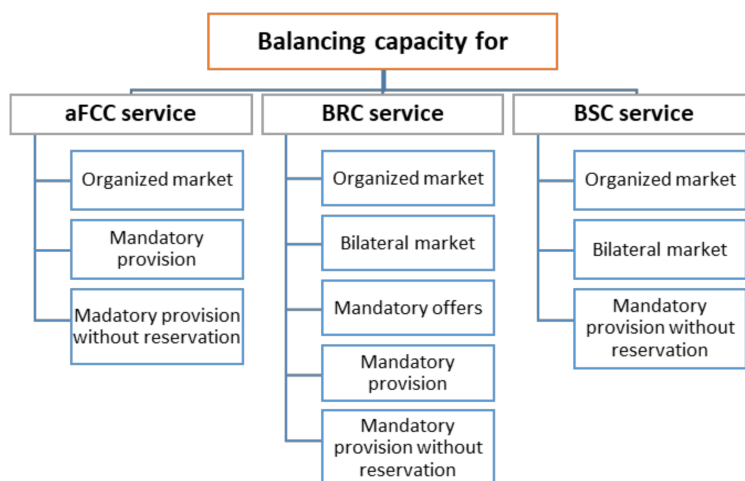 Balancing capacity for
aFCC service
Organized market
Mandatory
provision
Madatory provision
without reservation
BRC service
Organized market
Bilateral market
Mandatory offers
Mandatory
provision
Mandatory
provision without
reservation
BSC service
Organized market
Bilateral market
Mandatory
provision without
reservation